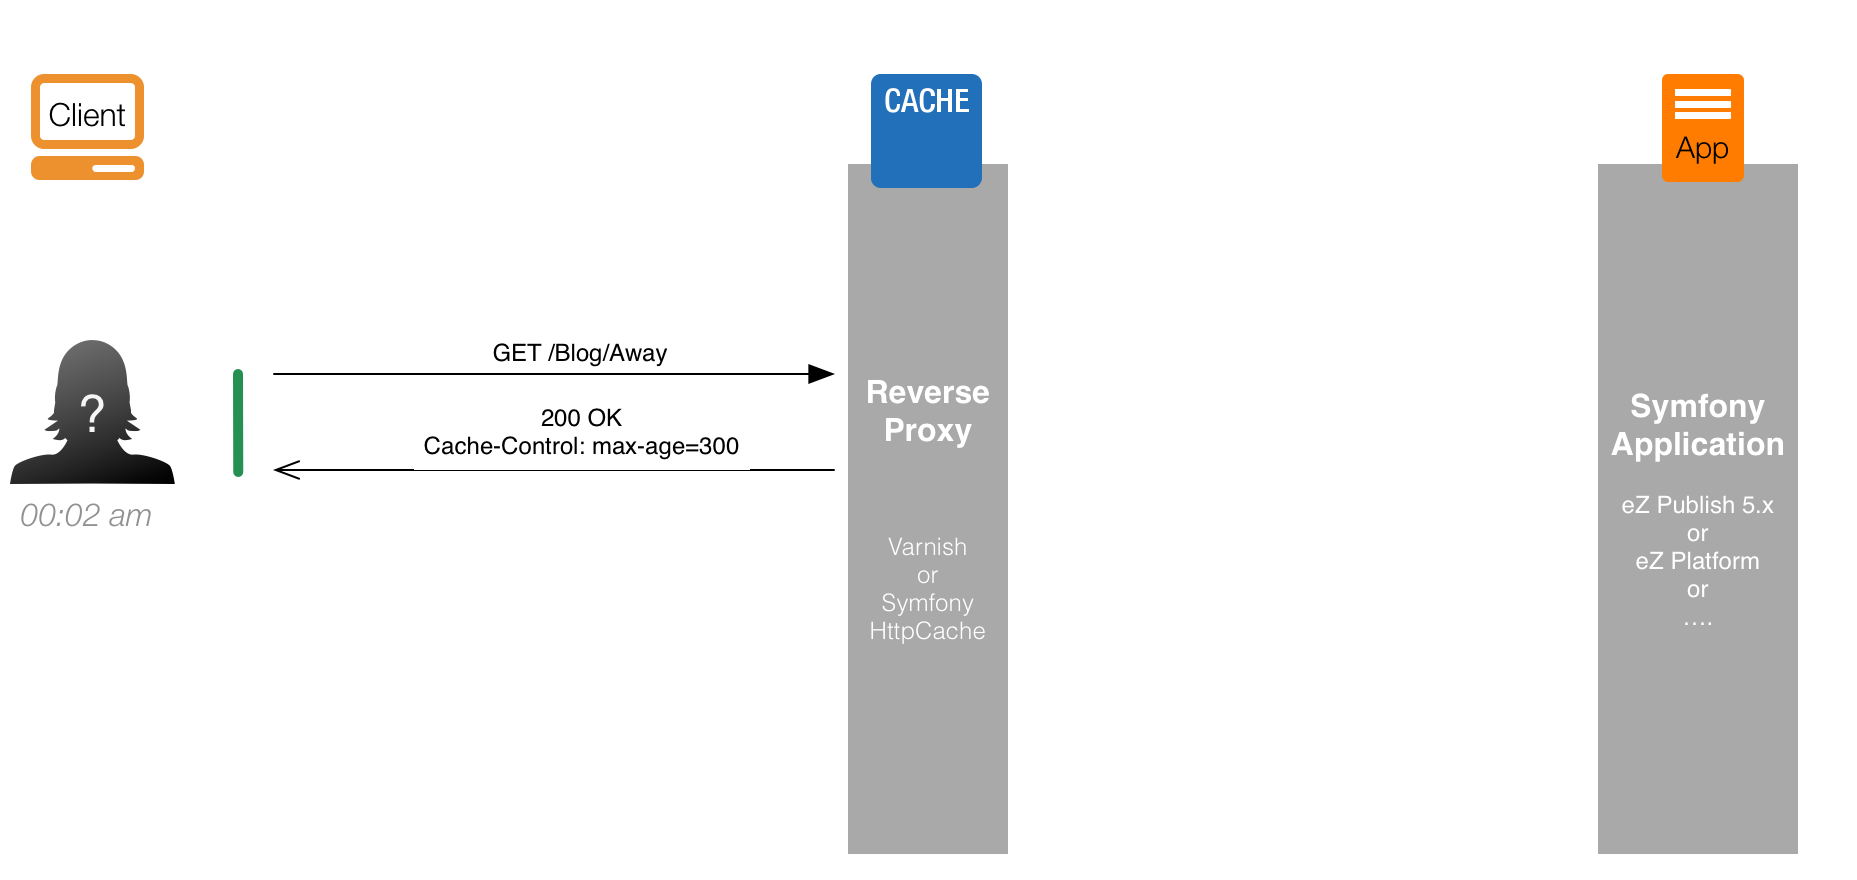 Client
CACHE
App
GET /Blog/Away
200 OK
Cache-Control: max-age=300
?
00:02 am
Reverse
Proxy
Varnish
or
Symfony
HttpCache
Symfony
Application
eZ Publish 5.x
or
eZ Platform
or
....